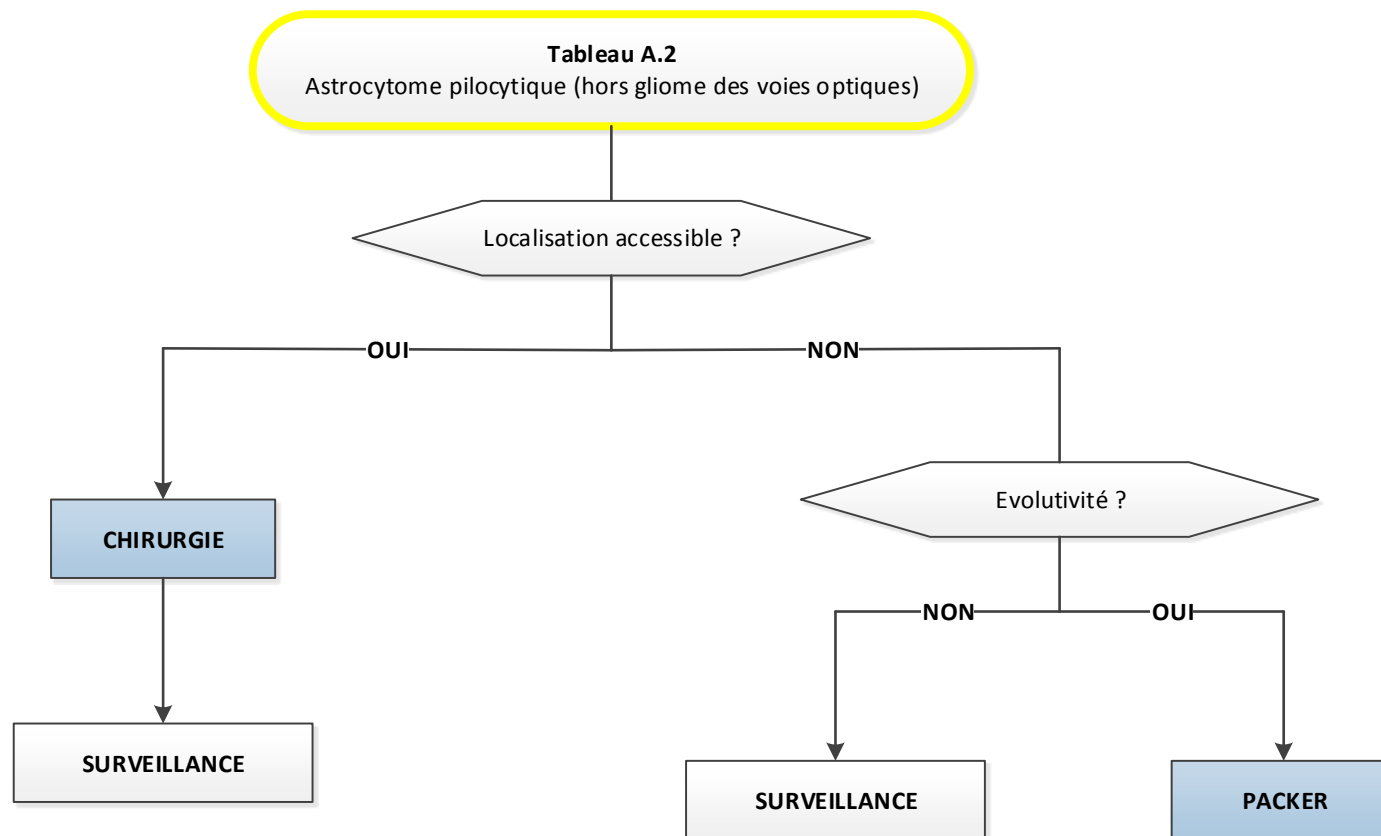 Tableau A.2
Astrocytome pilocytique (hors gliome des voies optiques)
Localisation accessible ?
OUI
NON
Evolutivité ?
CHIRURGIE
NON
OUI
SURVEILLANCE
SURVEILLANCE
PACKER